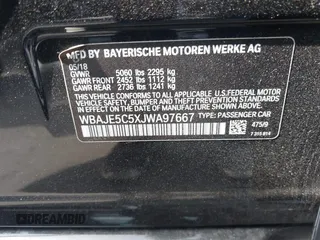 MFD BY BAYERISCHE MOTOREN WERKE AG
05/18
GVWR 5060 lbs 2295 kg
GAWR FRONT 2452 lbs 1112 kg
GAWR REAR 2736 lbs 1241 kg
THIS VEHICLE CONFORMS TO ALL APPLICABLE
FEDERAL MOTOR VEHICLE SAFETY, BUMPER,
AND THEFT PREVENTION STANDARDS IN
EFFECT ON THE DATE OF MANUFACTURE
SHOWN ABOVE.
WBAJE5C5XJWA97667
TYPE: PASSENGER CAR
475/9
DREAMBID